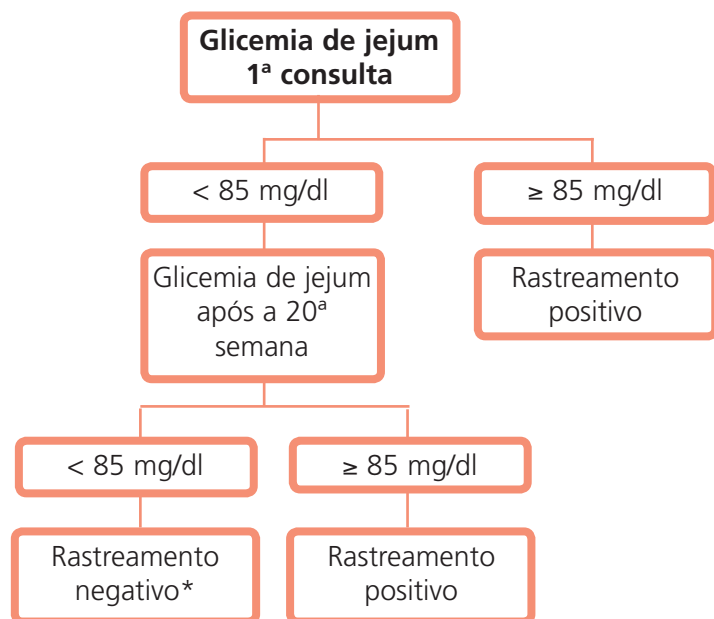 Glicemia de jejum
1ª consulta
< 85 mg/dl
≥ 85 mg/dl
Glicemia de jejum
após a 20ª
semana
Rastreamento
positivo
< 85 mg/dl
≥ 85 mg/dl
Rastreamento
negativo*
Rastreamento
positivo